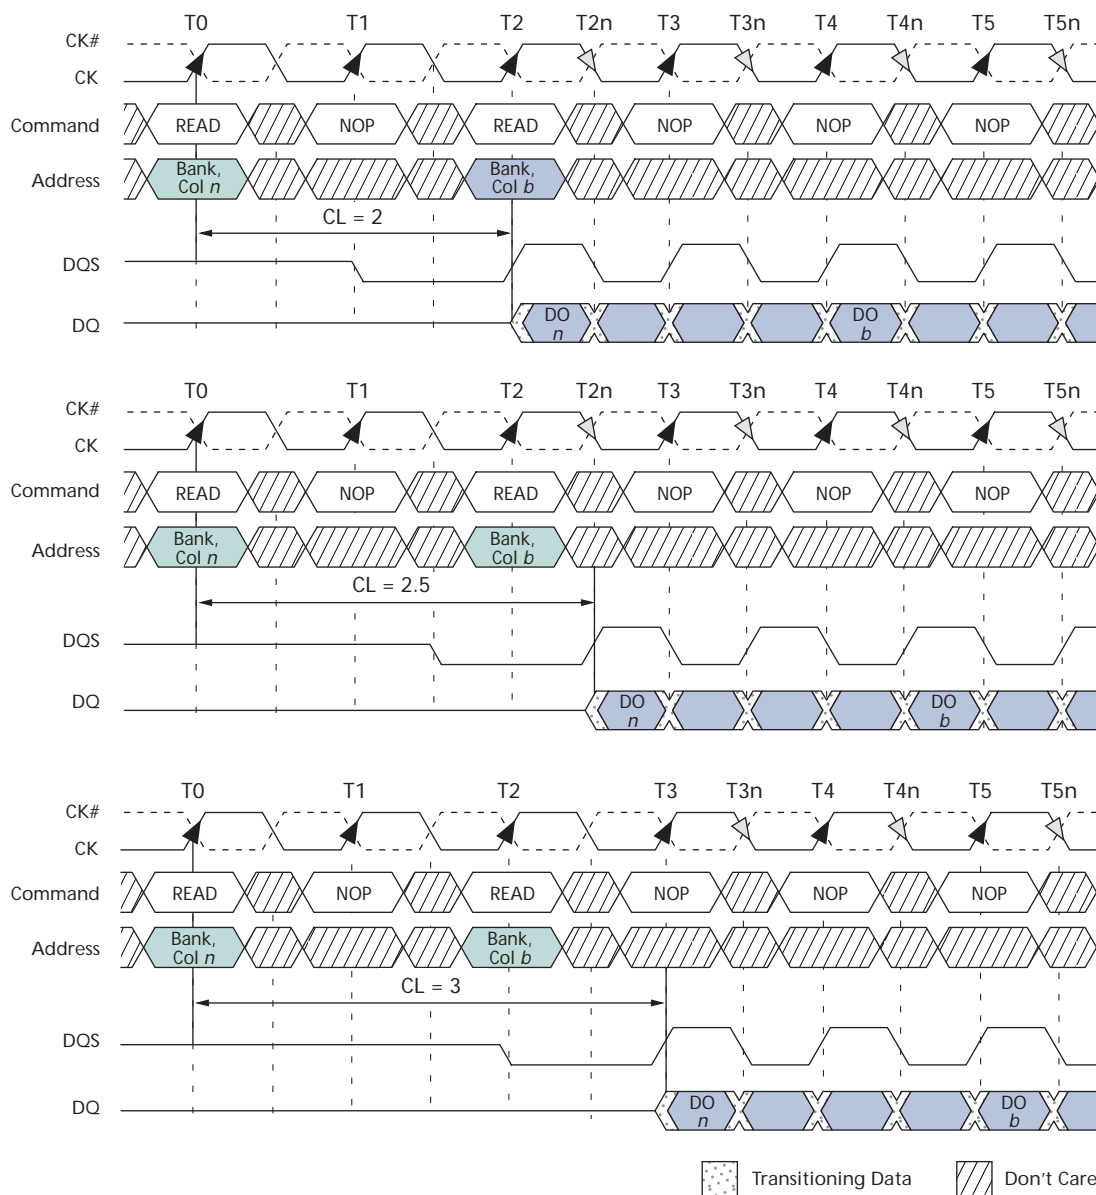 T0 T1 T2 T2n T3 T3n T4 T4n T5 T5n
CK#
CK
Command READ NOP READ NOP NOP NOP
Address Bank, Col n Bank, Col b
CL = 2
DQS
DQ DO n DO b
T0 T1 T2 T2n T3 T3n T4 T4n T5 T5n
CK#
CK
Command READ NOP READ NOP NOP NOP
Address Bank, Col n Bank, Col b
CL = 2.5
DQS
DQ DO n DO b
T0 T1 T2 T3 T3n T4 T4n T5 T5n
CK#
CK
Command READ NOP READ NOP NOP NOP
Address Bank, Col n Bank, Col b
CL = 3
DQS
DQ DO n DO b
Transitioning Data Don't Care